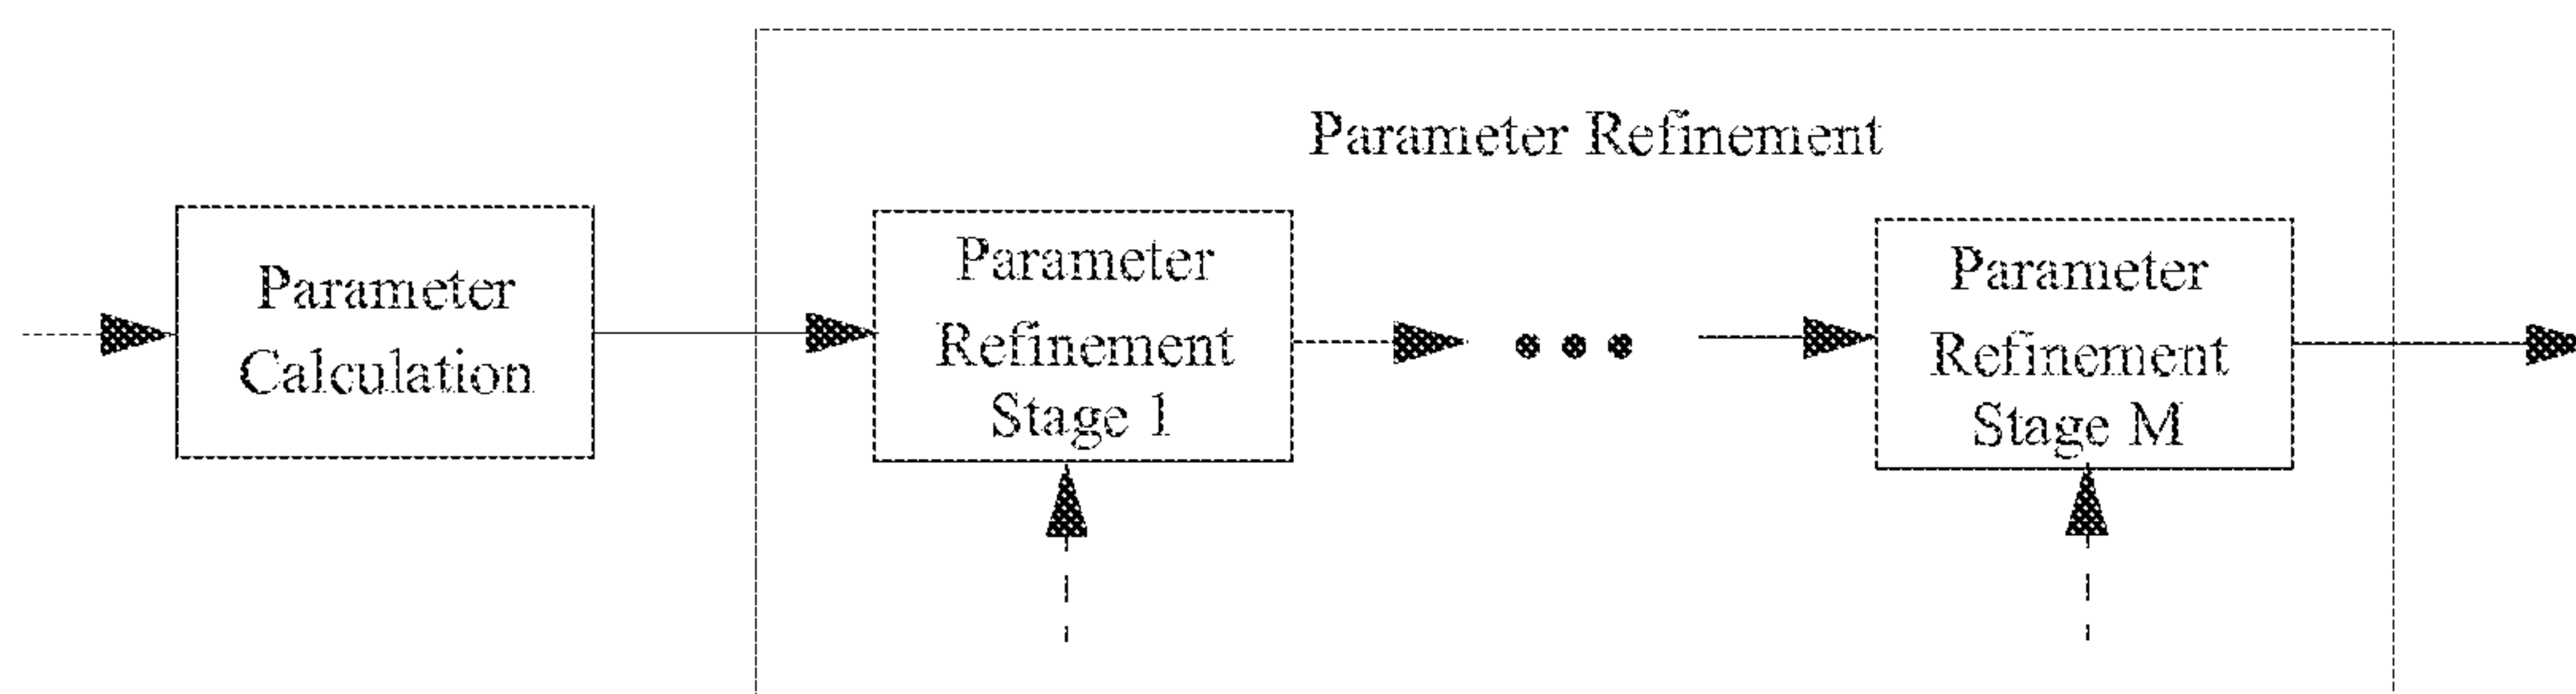 Parameter Refinement
Parameter
Calculation
Parameter
Refinement
Stage 1
Parameter
Refinement
Stage M